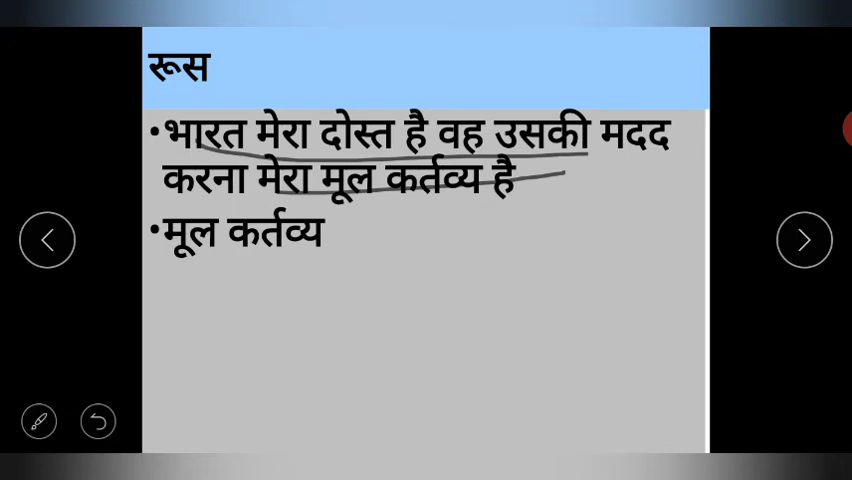 रूस
•भारत मेरा दोस्त है वह उसकी मदद
करना मेरा मूल कर्तव्य है
•मूल कर्तव्य